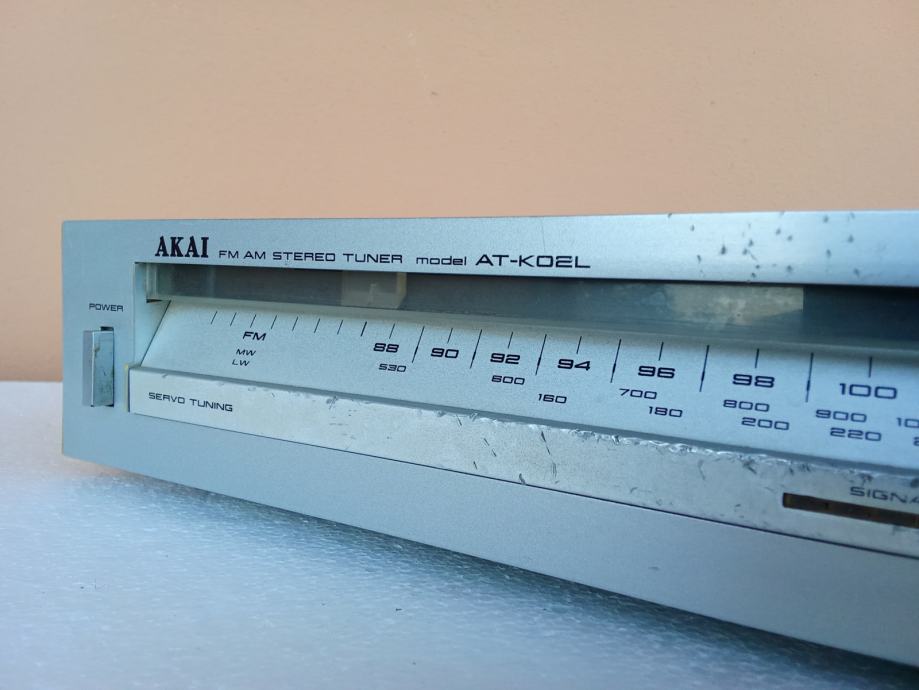 AKAI FM AM STEREO TUNER model AT-K02L
POWER
FM 88 90 92 94 96 98 100
MW 530 600 700 800 900
LW 160 180 200 220
SERVO TUNING